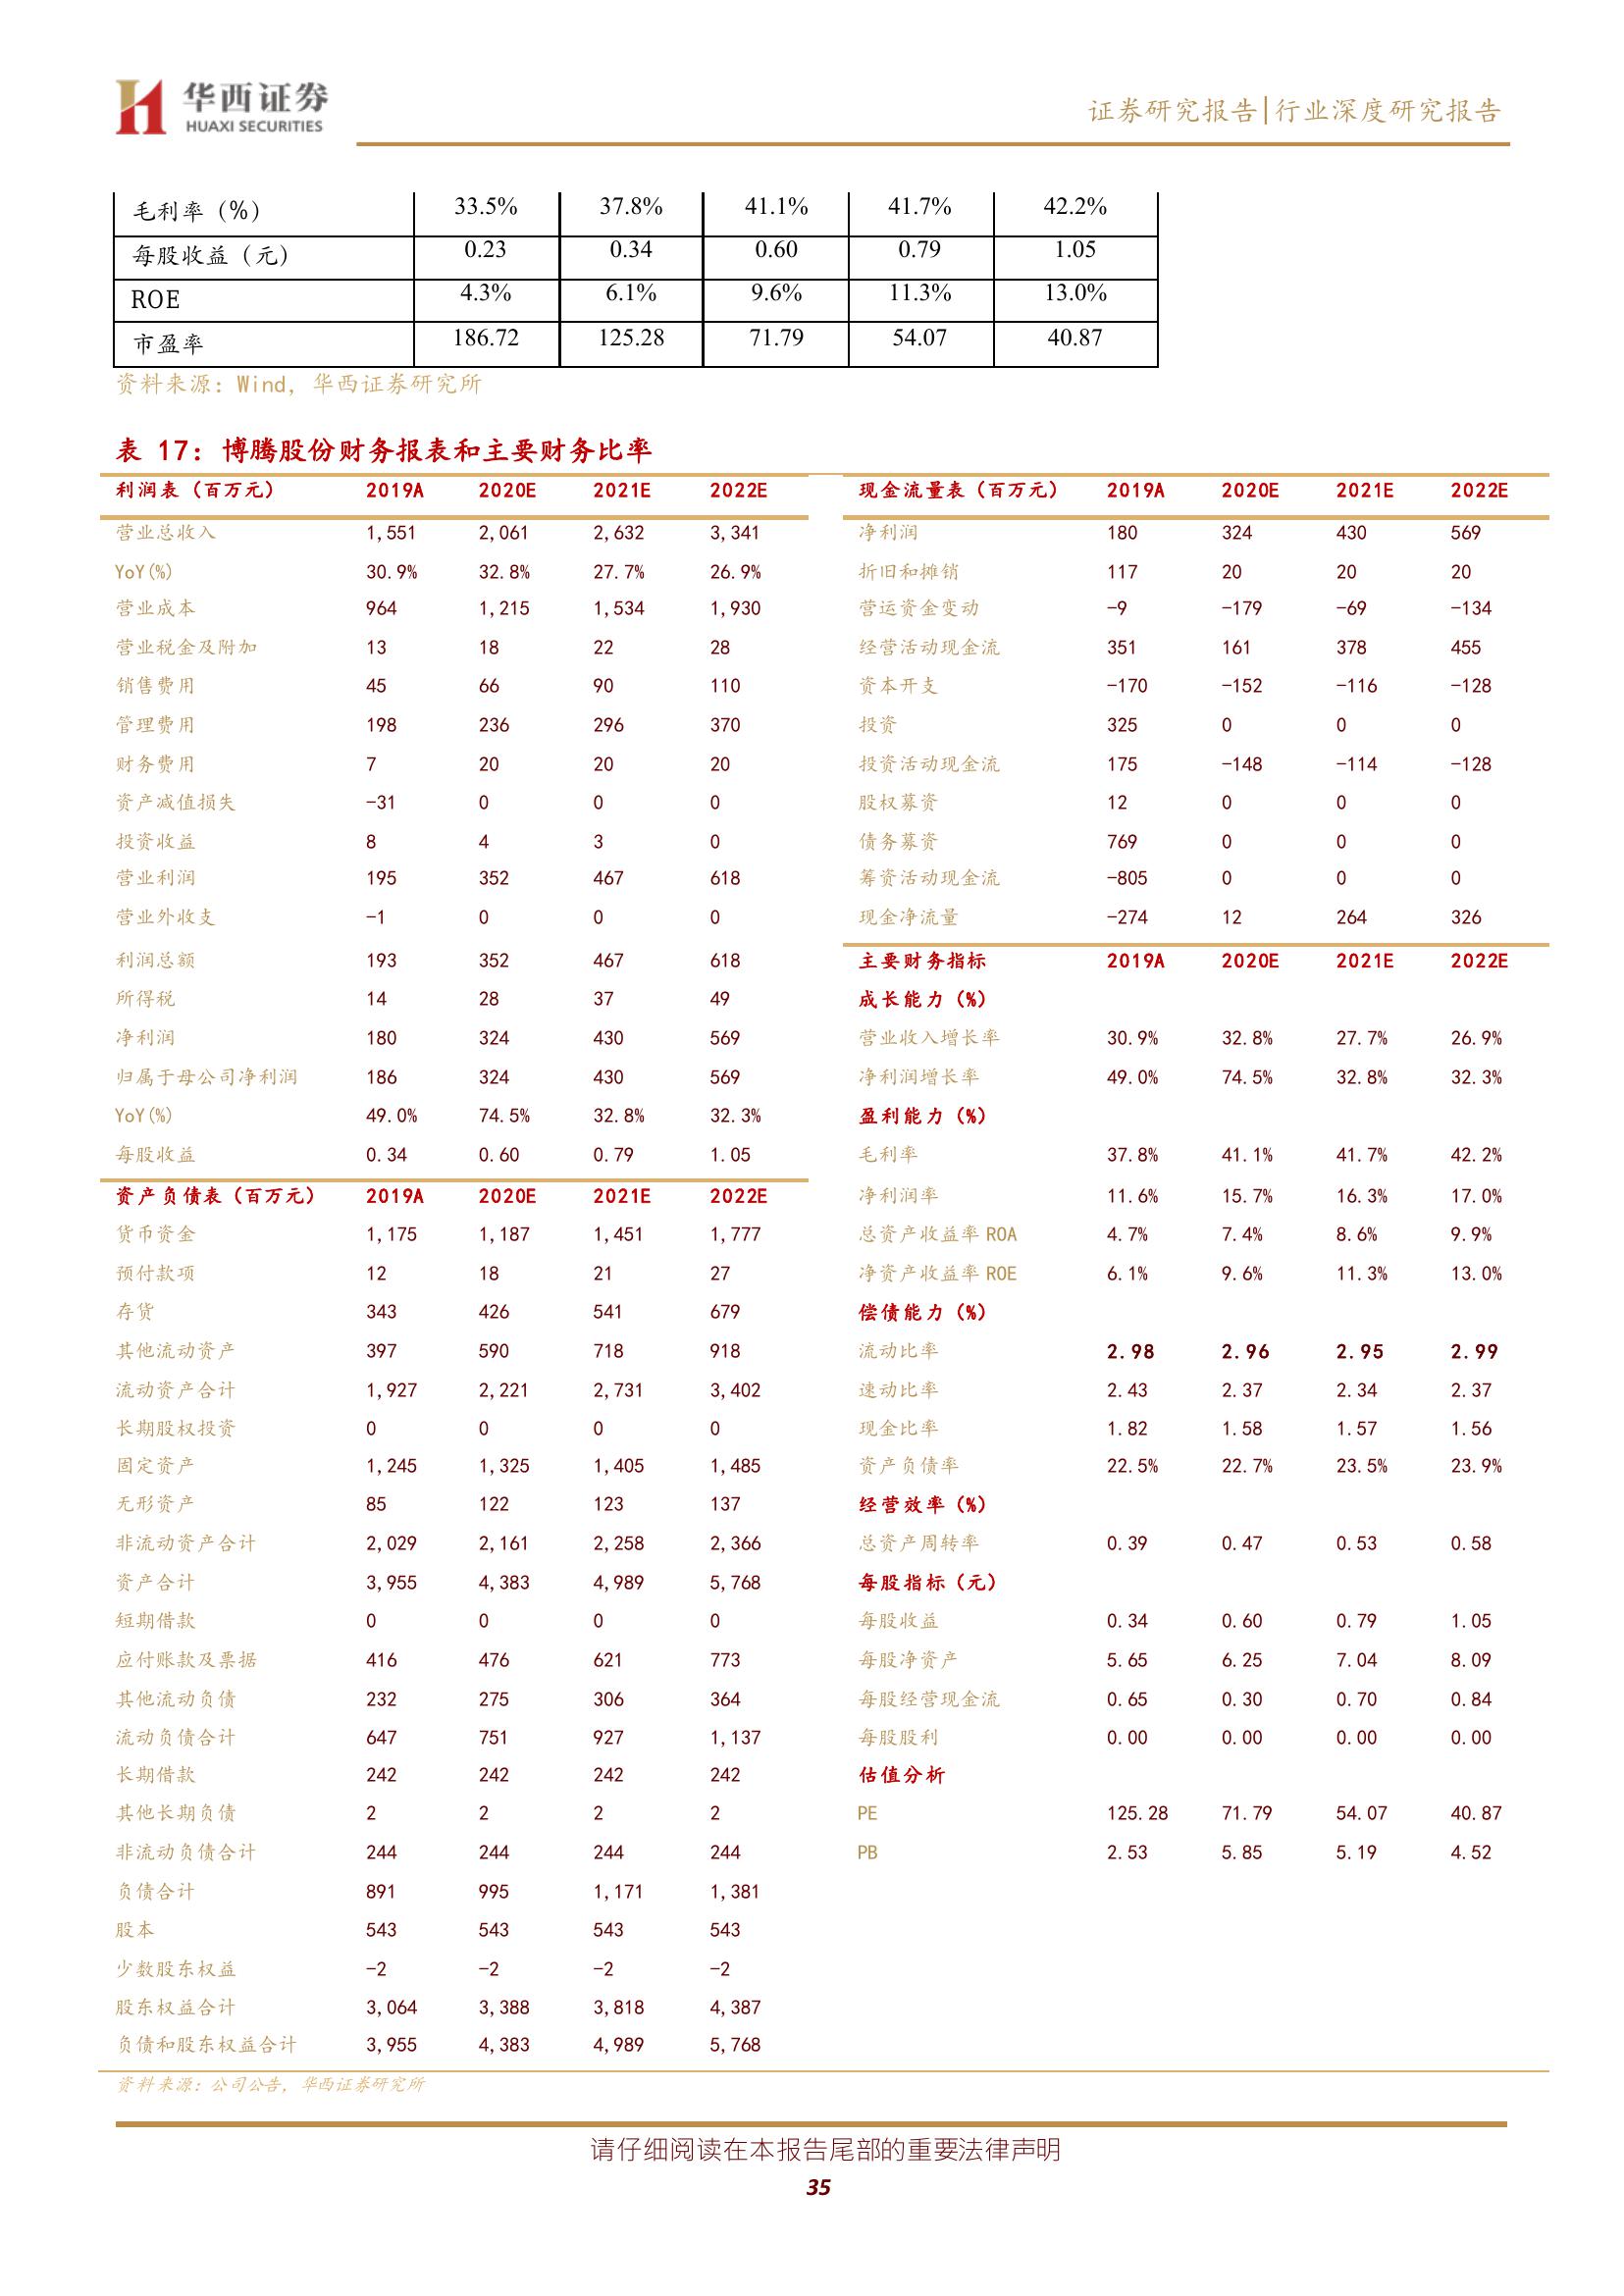 华西证券
HUAXI SECURITIES
证券研究报告|行业深度研究报告
毛利率（%） 33.5% 37.8% 41.1% 41.7% 42.2%
每股收益（元） 0.23 0.34 0.60 0.79 1.05
ROE 4.3% 6.1% 9.6% 11.3% 13.0%
市盈率 186.72 125.28 71.79 54.07 40.87
资料来源：Wind，华西证券研究所
表 17：博腾股份财务报表和主要财务比率
利润表（百万元） 2019A 2020E 2021E 2022E
营业总收入 1,551 2,061 2,632 3,341
YoY(%) 30.9% 32.8% 27.7% 26.9%
营业成本 964 1,215 1,534 1,930
营业税金及附加 13 18 22 28
销售费用 45 66 90 110
管理费用 198 236 296 370
财务费用 7 20 20 20
资产减值损失 -31 0 0 0
投资收益 8 4 3 0
营业利润 195 352 467 618
营业外收支 -1 0 0 0
利润总额 193 352 467 618
所得税 14 28 37 49
净利润 180 324 430 569
归属于母公司净利润 186 324 430 569
YoY(%) 49.0% 74.5% 32.8% 32.3%
每股收益 0.34 0.60 0.79 1.05
资产负债表（百万元） 2019A 2020E 2021E 2022E
货币资金 1,175 1,187 1,451 1,777
预付款项 12 18 21 27
存货 343 426 541 679
其他流动资产 397 590 718 918
流动资产合计 1,927 2,221 2,731 3,402
长期股权投资 0 0 0 0
固定资产 1,245 1,325 1,405 1,485
无形资产 85 122 123 137
非流动资产合计 2,029 2,161 2,258 2,366
资产合计 3,955 4,383 4,989 5,768
短期借款 0 0 0 0
应付账款及票据 416 476 621 773
其他流动负债 232 275 306 364
流动负债合计 647 751 927 1,137
长期借款 242 242 242 242
其他长期负债 2 2 2 2
非流动负债合计 244 244 244 244
负债合计 891 995 1,171 1,381
股本 543 543 543 543
少数股东权益 -2 -2 -2 -2
股东权益合计 3,064 3,388 3,818 4,387
负债和股东权益合计 3,955 4,383 4,989 5,768
现金流量表（百万元） 2019A 2020E 2021E 2022E
净利润 180 324 430 569
折旧和摊销 117 20 20 20
营运资金变动 -9 -179 -69 -134
经营活动现金流 351 161 378 455
资本开支 -170 -152 -116 -128
投资 325 0 0 0
投资活动现金流 175 -148 -114 -128
股权募资 12 0 0 0
债务募资 769 0 0 0
筹资活动现金流 -805 0 0 0
现金净流量 -274 12 264 326
主要财务指标 2019A 2020E 2021E 2022E
成长能力（%）
营业收入增长率 30.9% 32.8% 27.7% 26.9%
净利润增长率 49.0% 74.5% 32.8% 32.3%
盈利能力（%）
毛利率 37.8% 41.1% 41.7% 42.2%
净利润率 11.6% 15.7% 16.3% 17.0%
总资产收益率 ROA 4.7% 7.4% 8.6% 9.9%
净资产收益率 ROE 6.1% 9.6% 11.3% 13.0%
偿债能力（%）
流动比率 2.98 2.96 2.95 2.99
速动比率 2.43 2.37 2.34 2.37
现金比率 1.82 1.58 1.57 1.56
资产负债率 22.5% 22.7% 23.5% 23.9%
经营效率（%）
总资产周转率 0.39 0.47 0.53 0.58
每股指标（元）
每股收益 0.34 0.60 0.79 1.05
每股净资产 5.65 6.25 7.04 8.09
每股经营现金流 0.65 0.30 0.70 0.84
每股股利 0.00 0.00 0.00 0.00
估值分析
PE 125.28 71.79 54.07 40.87
PB 2.53 5.85 5.19 4.52
资料来源：公司公告，华西证券研究所
请仔细阅读在本报告尾部的重要法律声明
35